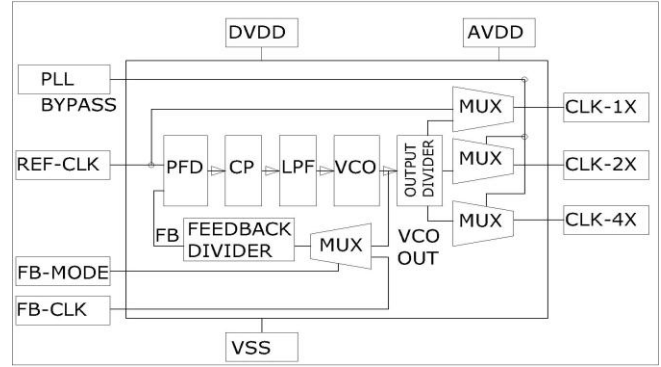 DVDD
AVDD
PLL
BYPASS
MUX
CLK-1X
REF-CLK
PFD
CP
LPF
VCO
OUTPUT
DIVIDER
MUX
CLK-2X
FB
FEEDBACK
DIVIDER
MUX
VCO
OUT
MUX
CLK-4X
FB-MODE
FB-CLK
VSS